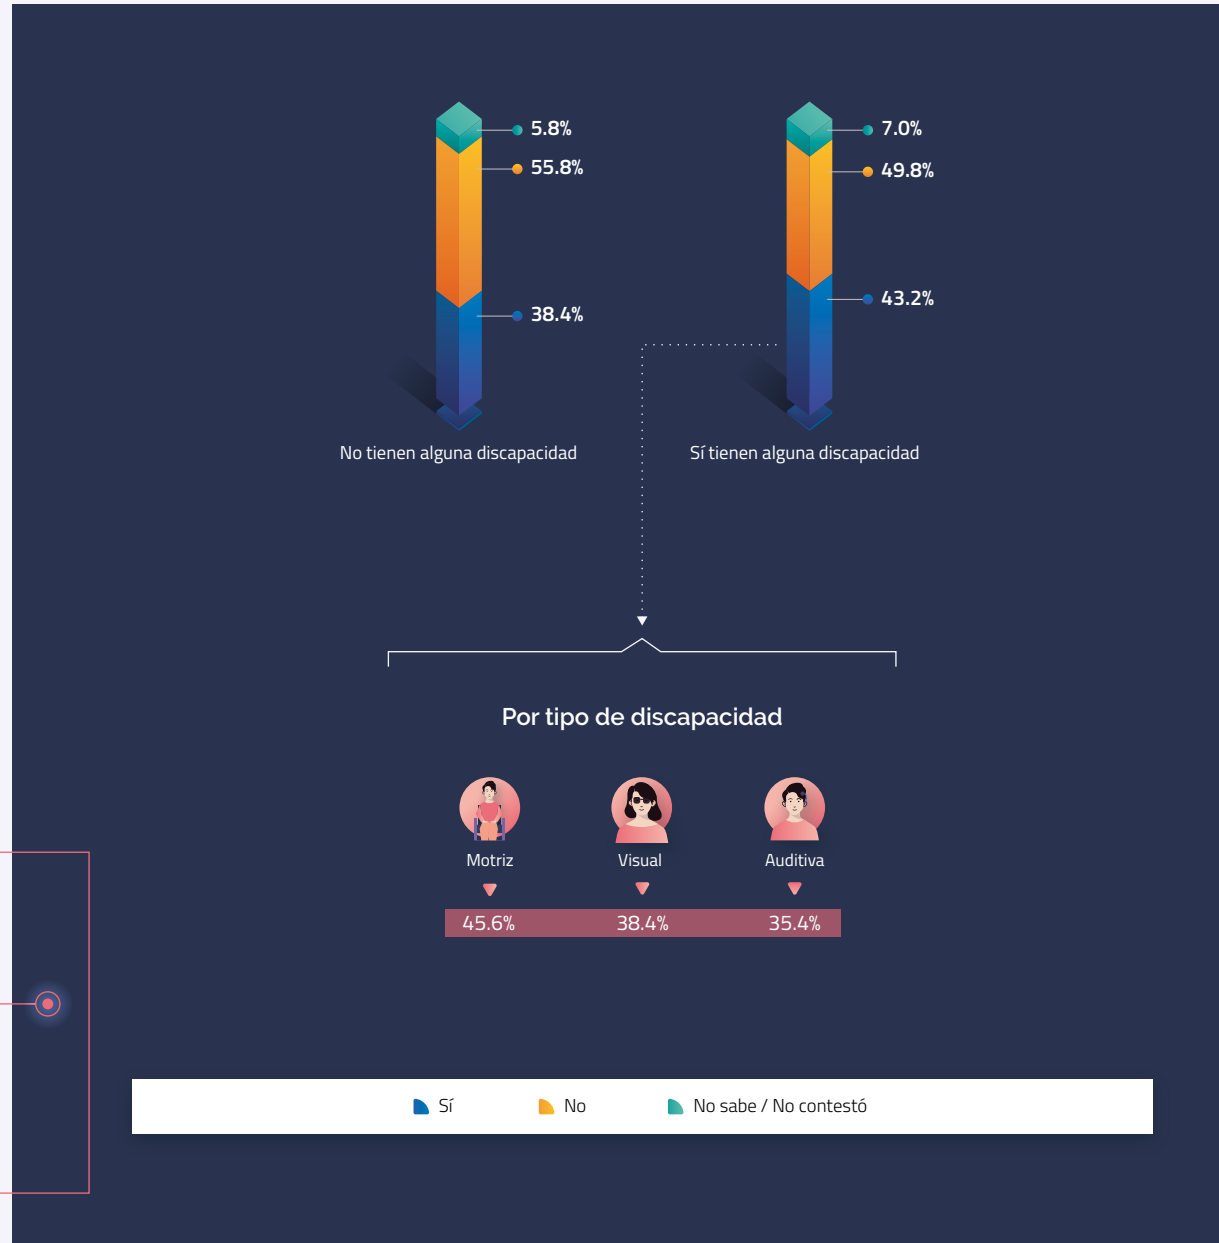 5.8%
55.8%
38.4%
No tienen alguna discapacidad
7.0%
49.8%
43.2%
Sí tienen alguna discapacidad
Por tipo de discapacidad
Motriz
Visual
Auditiva
45.6%
38.4%
35.4%
Sí
No
No sabe / No contestó